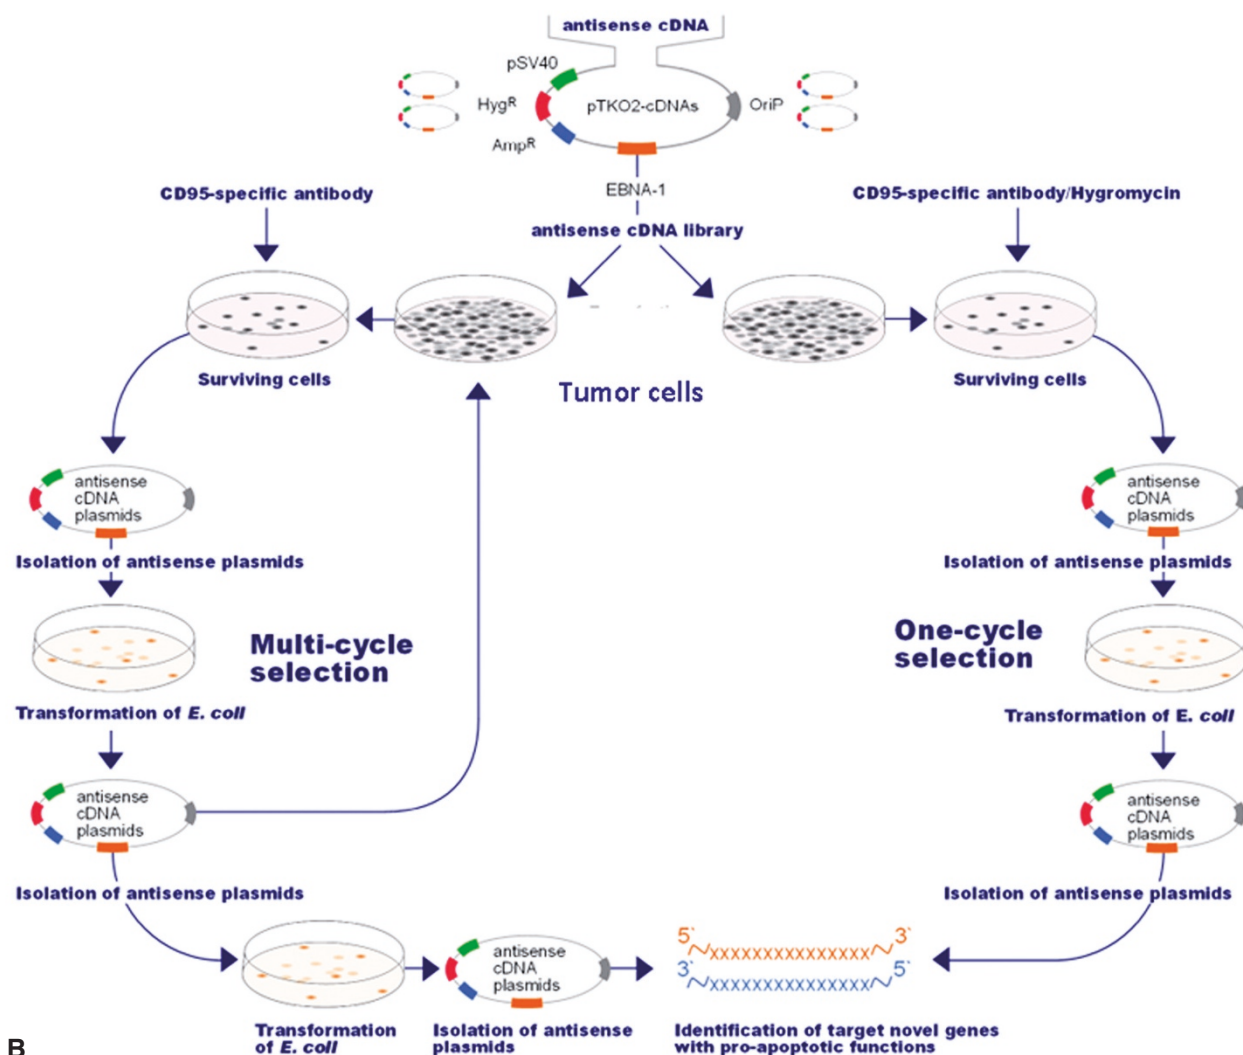 antisense cDNA
pSV40
HygR
pTKO2-cDNAs
OriP
AmpR
EBNA-1
CD95-specific antibody
CD95-specific antibody/Hygromycin
antisense cDNA library
Surviving cells
Tumor cells
Surviving cells
antisense
cDNA
plasmids
antisense
cDNA
plasmids
Isolation of antisense plasmids
Isolation of antisense plasmids
Multi-cycle
selection
One-cycle
selection
Transformation of E. coli
Transformation of E. coli
antisense
cDNA
plasmids
antisense
cDNA
plasmids
Isolation of antisense plasmids
Isolation of antisense plasmids
antisense
cDNA
plasmids
5` 3`
xxxxxxxxxxxxxxx
3` 5`
xxxxxxxxxxxxxxx
Transformation
of E. coli
Isolation of antisense
plasmids
Identification of target novel genes
with pro-apoptotic functions
B